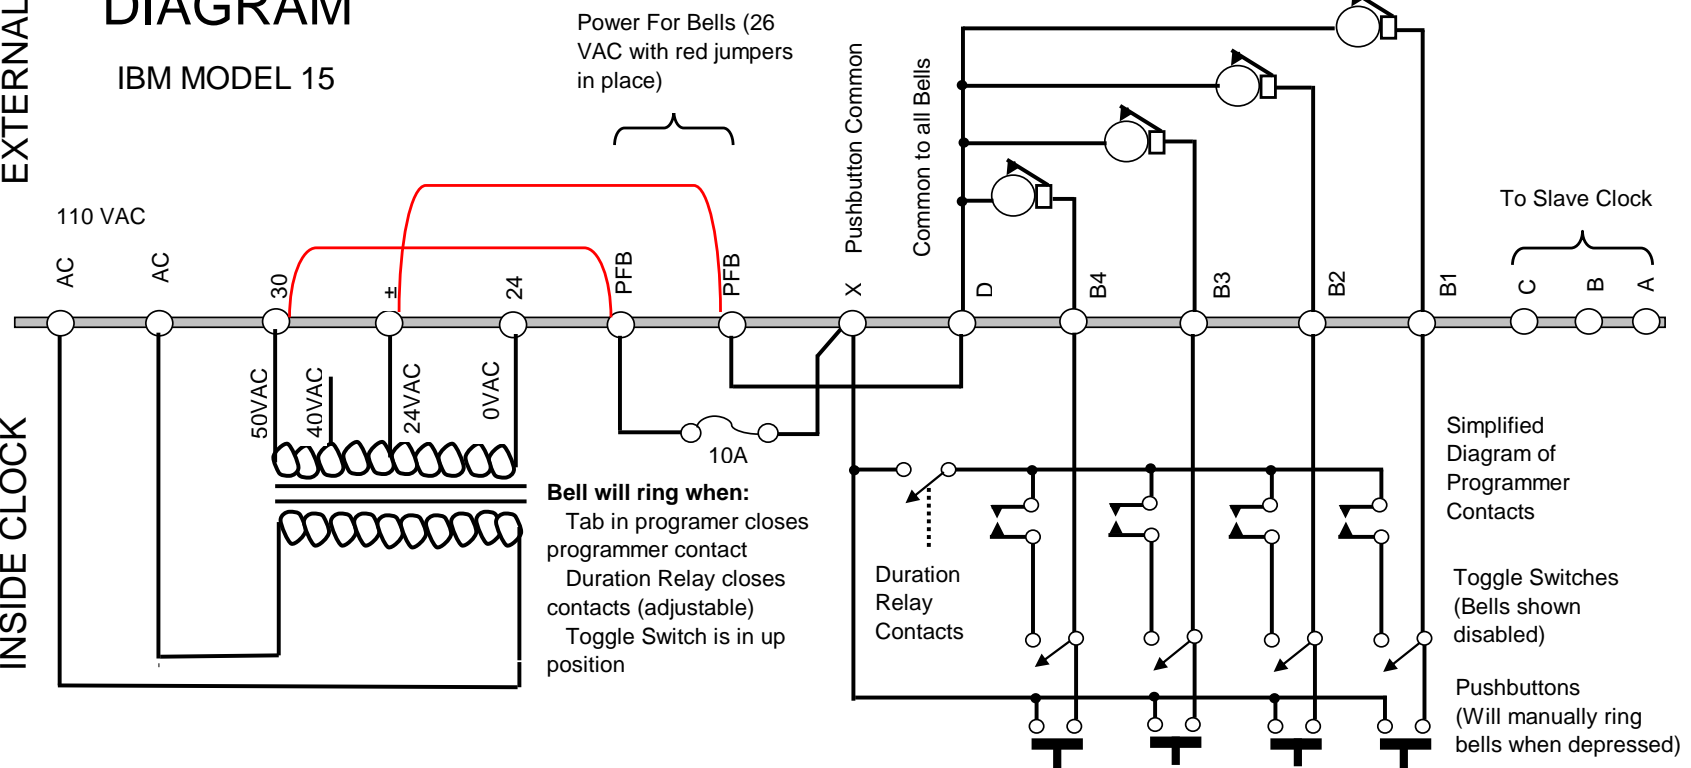 DIAGRAM
IBM MODEL 15
EXTERNAL
Power For Bells (26
VAC with red jumpers
in place)
Pushbutton Common
Common to all Bells
To Slave Clock
110 VAC
AC
AC
30
±
24
PFB
PFB
X
D
B4
B3
B2
B1
C
B
A
50VAC
40VAC
24VAC
0VAC
10A
INSIDE CLOCK
Bell will ring when:
Tab in programer closes
programmer contact
Duration Relay closes
contacts (adjustable)
Toggle Switch is in up
position
Duration
Relay
Contacts
Simplified
Diagram of
Programmer
Contacts
Toggle Switches
(Bells shown
disabled)
Pushbuttons
(Will manually ring
bells when depressed)